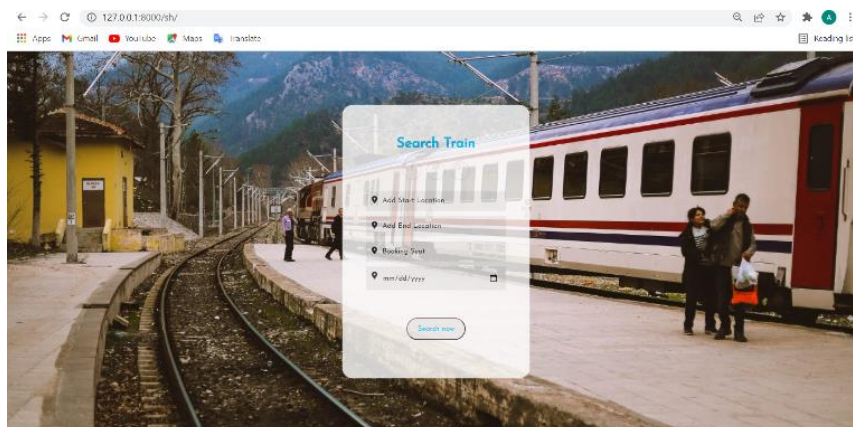 127.0.0.1:8000/sh/
A
Apps Gmail YouTube Maps Translate
Reading list
Search Train
Add Start Location
Add End Location
Booking Seat
mm/dd/yyyy
Search now